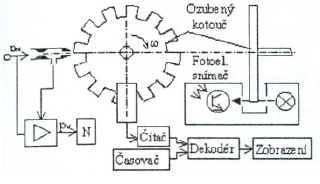 Ozubený
kotouč
ω
Fotoel.
snímač
N
Čítač
Časovač
Dekodér
Zobrazení